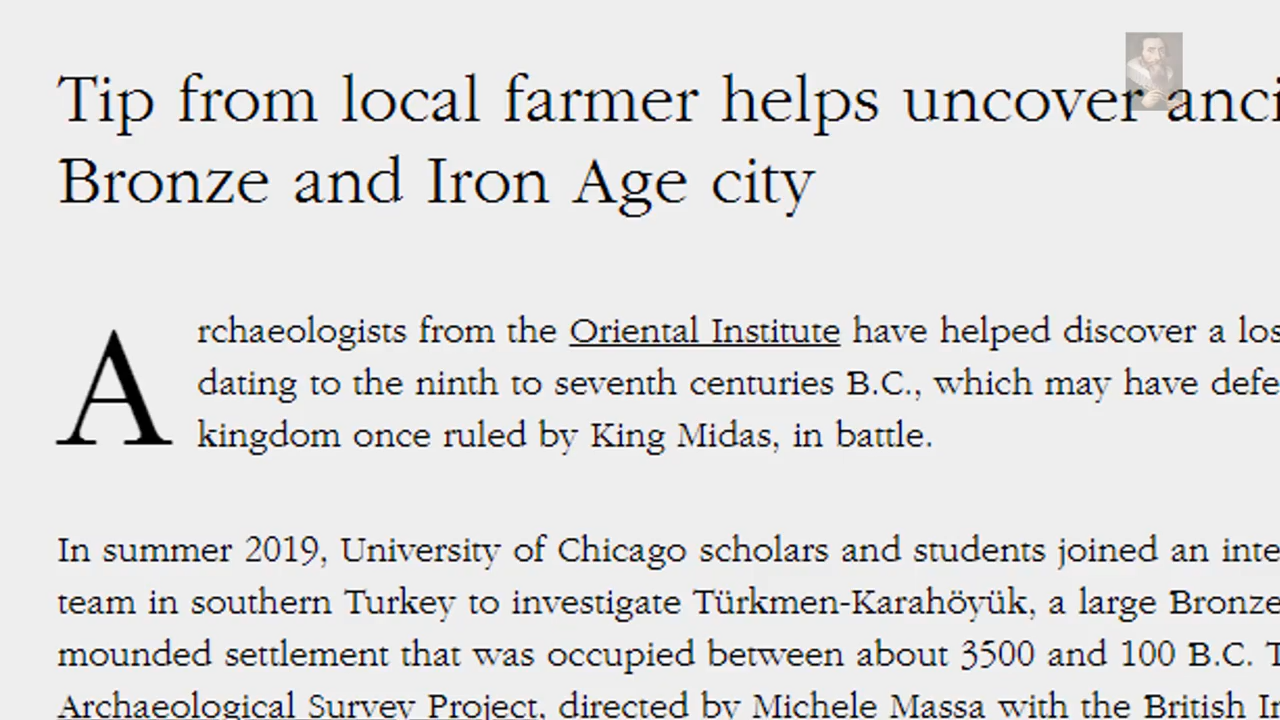 Tip from local farmer helps uncover anci
Bronze and Iron Age city
Archaeologists from the Oriental Institute have helped discover a los
dating to the ninth to seventh centuries B.C., which may have defe
kingdom once ruled by King Midas, in battle.
In summer 2019, University of Chicago scholars and students joined an inte
team in southern Turkey to investigate Türkmen-Karahöyük, a large Bronze
mounded settlement that was occupied between about 3500 and 100 B.C. T
Archaeological Survey Project, directed by Michele Massa with the British In